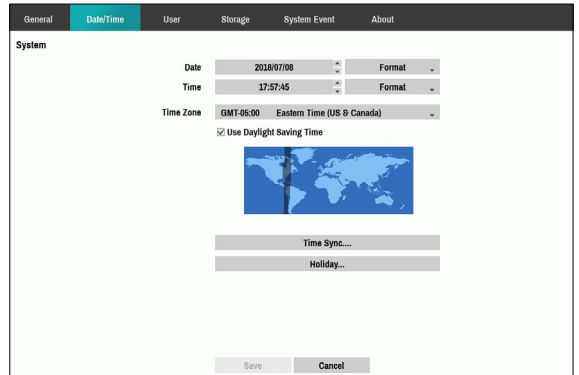 General Date/Time User Storage System Event About
System
Date 2018/07/08 Format
Time 17:57:45 Format
Time Zone GMT-05:00 Eastern Time (US & Canada)
Use Daylight Saving Time
Time Sync....
Holiday...
Save Cancel